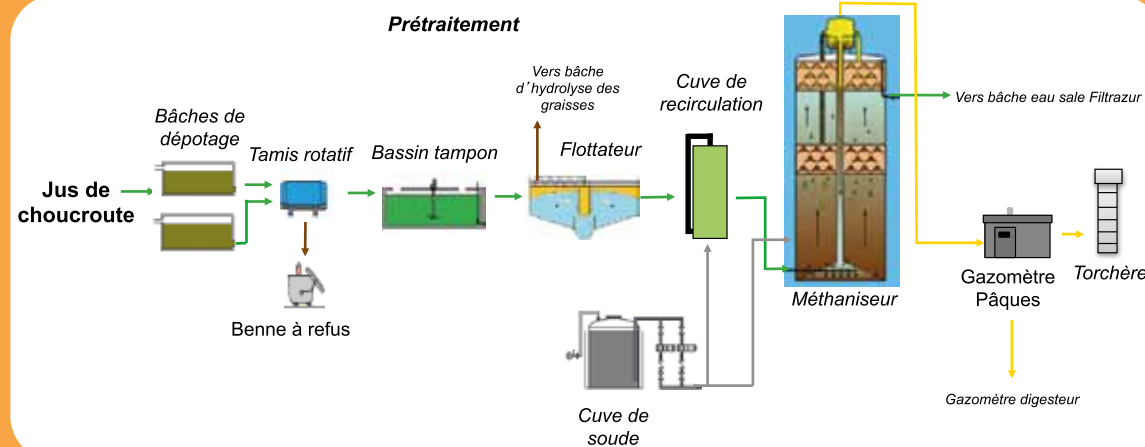 Prétraitement
Vers bâche
d'hydrolyse des
graisses
Cuve de
recirculation
Bâches de
dépotage
Tamis rotatif
Bassin tampon
Flottateur
Vers bâche eau sale Filtrazur
Jus de
choucroute
Benne à refus
Méthaniseur
Gazomètre
Pâques
Torchère
Cuve de
soude
Gazomètre digesteur